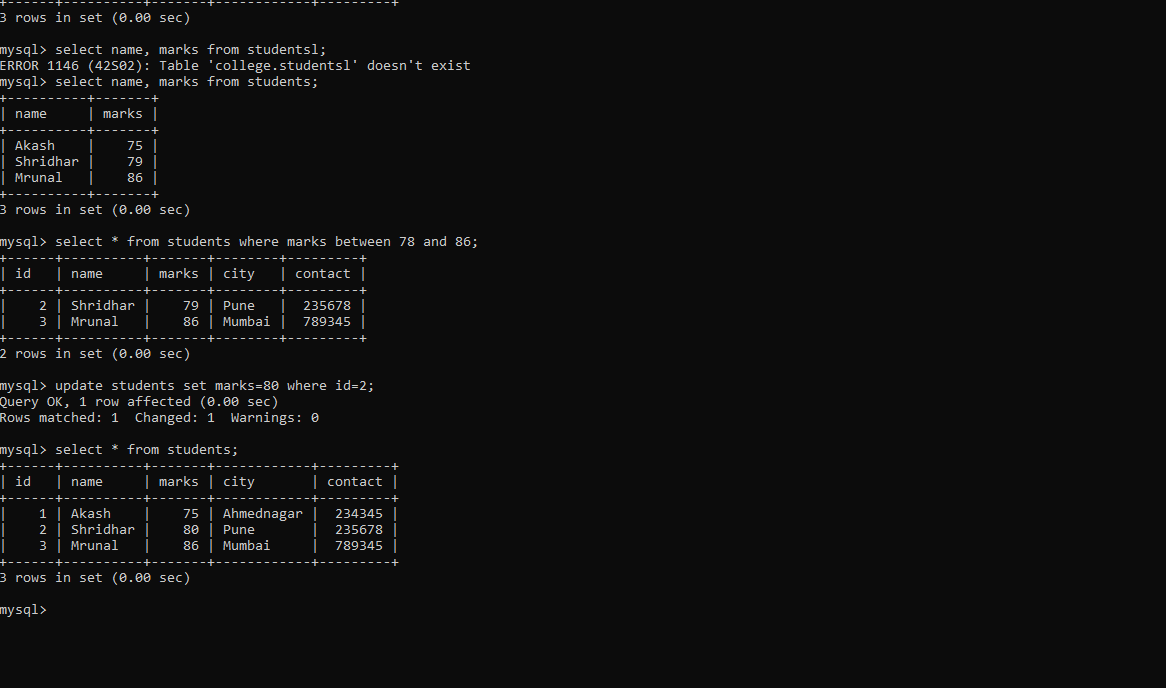 +------+----------+-------+------------+---------+
3 rows in set (0.00 sec)

mysql> select name, marks from studentsl;
ERROR 1146 (42S02): Table 'college.studentsl' doesn't exist
mysql> select name, marks from students;
+----------+-------+
| name     | marks |
+----------+-------+
| Akash    |    75 |
| Shridhar |    79 |
| Mrunal   |    86 |
+----------+-------+
3 rows in set (0.00 sec)

mysql> select * from students where marks between 78 and 86;
+------+----------+-------+--------+---------+
| id   | name     | marks | city   | contact |
+------+----------+-------+--------+---------+
|    2 | Shridhar |    79 | Pune   |  235678 |
|    3 | Mrunal   |    86 | Mumbai |  789345 |
+------+----------+-------+--------+---------+
2 rows in set (0.00 sec)

mysql> update students set marks=80 where id=2;
Query OK, 1 row affected (0.00 sec)
Rows matched: 1  Changed: 1  Warnings: 0

mysql> select * from students;
+------+----------+-------+------------+---------+
| id   | name     | marks | city       | contact |
+------+----------+-------+------------+---------+
|    1 | Akash    |    75 | Ahmednagar |  234345 |
|    2 | Shridhar |    80 | Pune       |  235678 |
|    3 | Mrunal   |    86 | Mumbai     |  789345 |
+------+----------+-------+------------+---------+
3 rows in set (0.00 sec)

mysql>